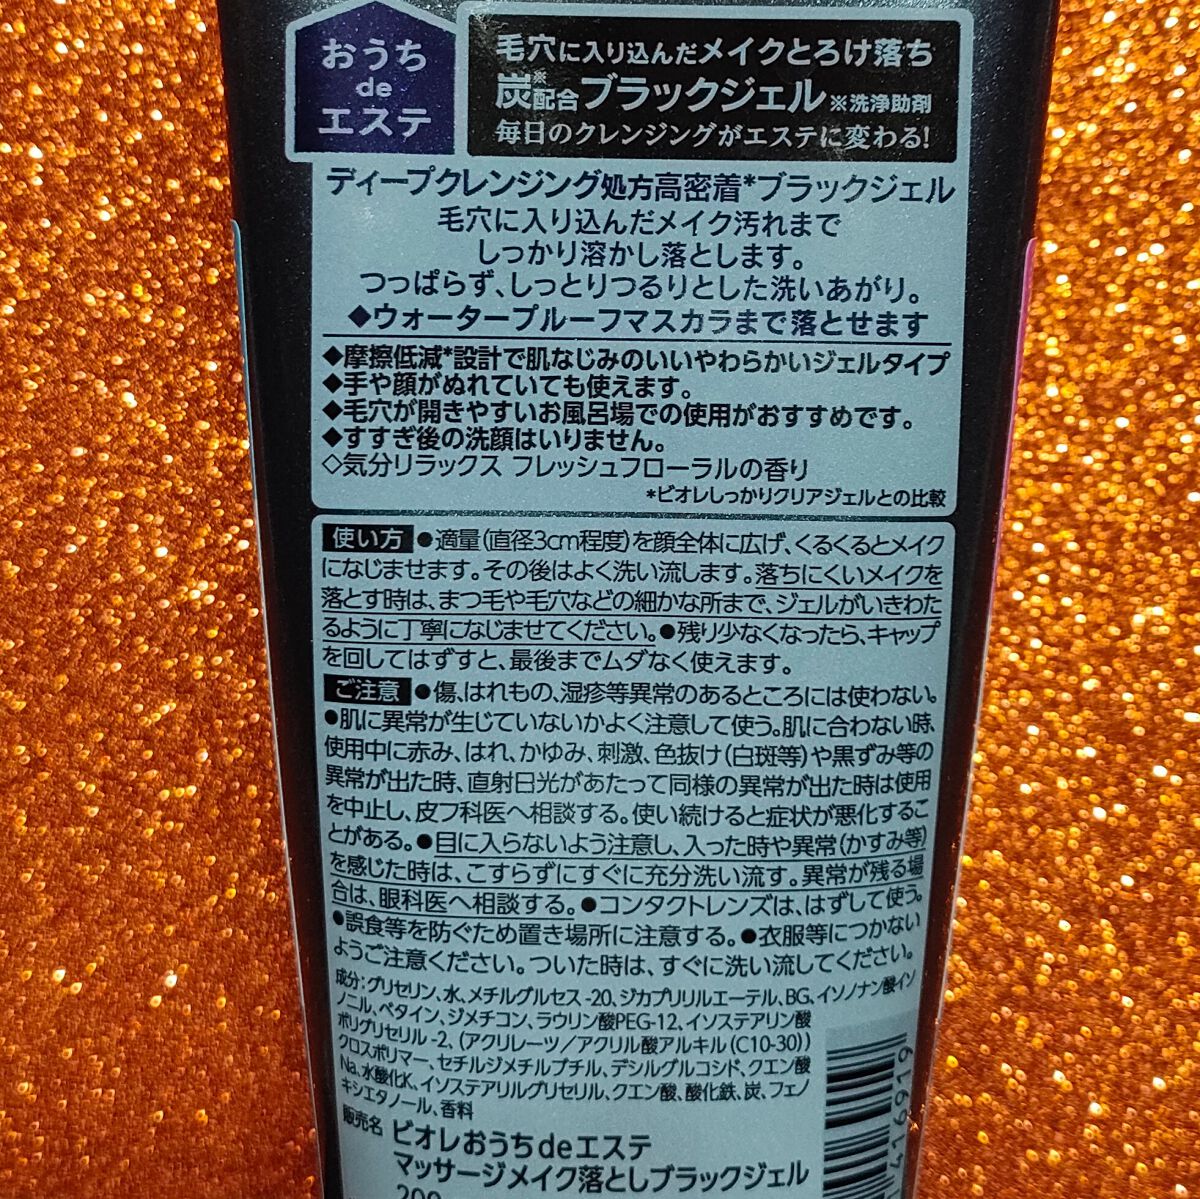 おうち
de
エステ
毛穴に入り込んだメイクとろけ落ち
炭※配合ブラックジェル ※洗浄助剤
毎日のクレンジングがエステに変わる!
ディープクレンジング処方高密着*ブラックジェル
毛穴に入り込んだメイク汚れまで
しっかり溶かし落とします。
つっぱらず、しっとりつるりとした洗いあがり。
◆ウォータープルーフマスカラまで落とせます
◆摩擦低減*設計で肌なじみのいいやわらかいジェルタイプ
◆手や顔がぬれていても使えます。
◆毛穴が開きやすいお風呂場での使用がおすすめです。
◆すすぎ後の洗顔はいりません。
◇気分リラックス フレッシュフローラルの香り
*ビオレしっかりクリアジェルとの比較
使い方 ●適量(直径3cm程度)を顔全体に広げ、くるくるとメイク
になじませます。その後はよく洗い流します。落ちにくいメイクを
落とす時は、まつ毛や毛穴などの細かな所まで、ジェルがいきわた
るように丁寧になじませてください。●残り少なくなったら、キャップ
を回してはずすと、最後までムダなく使えます。
ご注意 ●傷、はれもの、湿疹等異常のあるところには使わない。
●肌に異常が生じていないかよく注意して使う。肌に合わない時、
使用中に赤み、はれ、かゆみ、刺激、色抜け(白斑等)や黒ずみ等の
異常が出た時、直射日光があたって同様の異常が出た時は使用
を中止し、皮フ科医へ相談する。使い続けると症状が悪化するこ
とがある。●目に入らないよう注意し、入った時や異常(かすみ等)
を感じた時は、こすらずにすぐに充分洗い流す。異常が残る場
合は、眼科医へ相談する。●コンタクトレンズは、はずして使う。
●誤食等を防ぐため置き場所に注意する。●衣服等につかない
ようご注意ください。ついた時は、すぐに洗い流してください。
成分:グリセリン、水、メチルグルセス-20、ジカプリリルエーテル、BG、イソノナン酸イソ
ノニル、ベタイン、ジメチコン、ラウリン酸PEG-12、イソステアリン酸
ポリグリセリル-2、(アクリレーツ/アクリル酸アルキル(C10-30))
クロスポリマー、セチルジメチルブチル、デシルグルコシド、クエン酸
Na、水酸化K、イソステアリルグリセリル、クエン酸、酸化鉄、炭、フェノ
キシエタノール、香料
販売名 ビオレおうちdeエステ
マッサージメイク落としブラックジェル
200